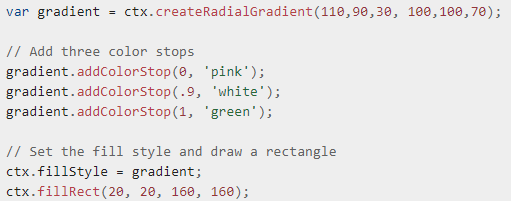 var gradient = ctx.createRadialGradient(110,90,30, 100,100,70);
// Add three color stops
gradient.addColorStop(0, 'pink');
gradient.addColorStop(.9, 'white');
gradient.addColorStop(1, 'green');
// Set the fill style and draw a rectangle
ctx.fillStyle = gradient;
ctx.fillRect(20, 20, 160, 160);